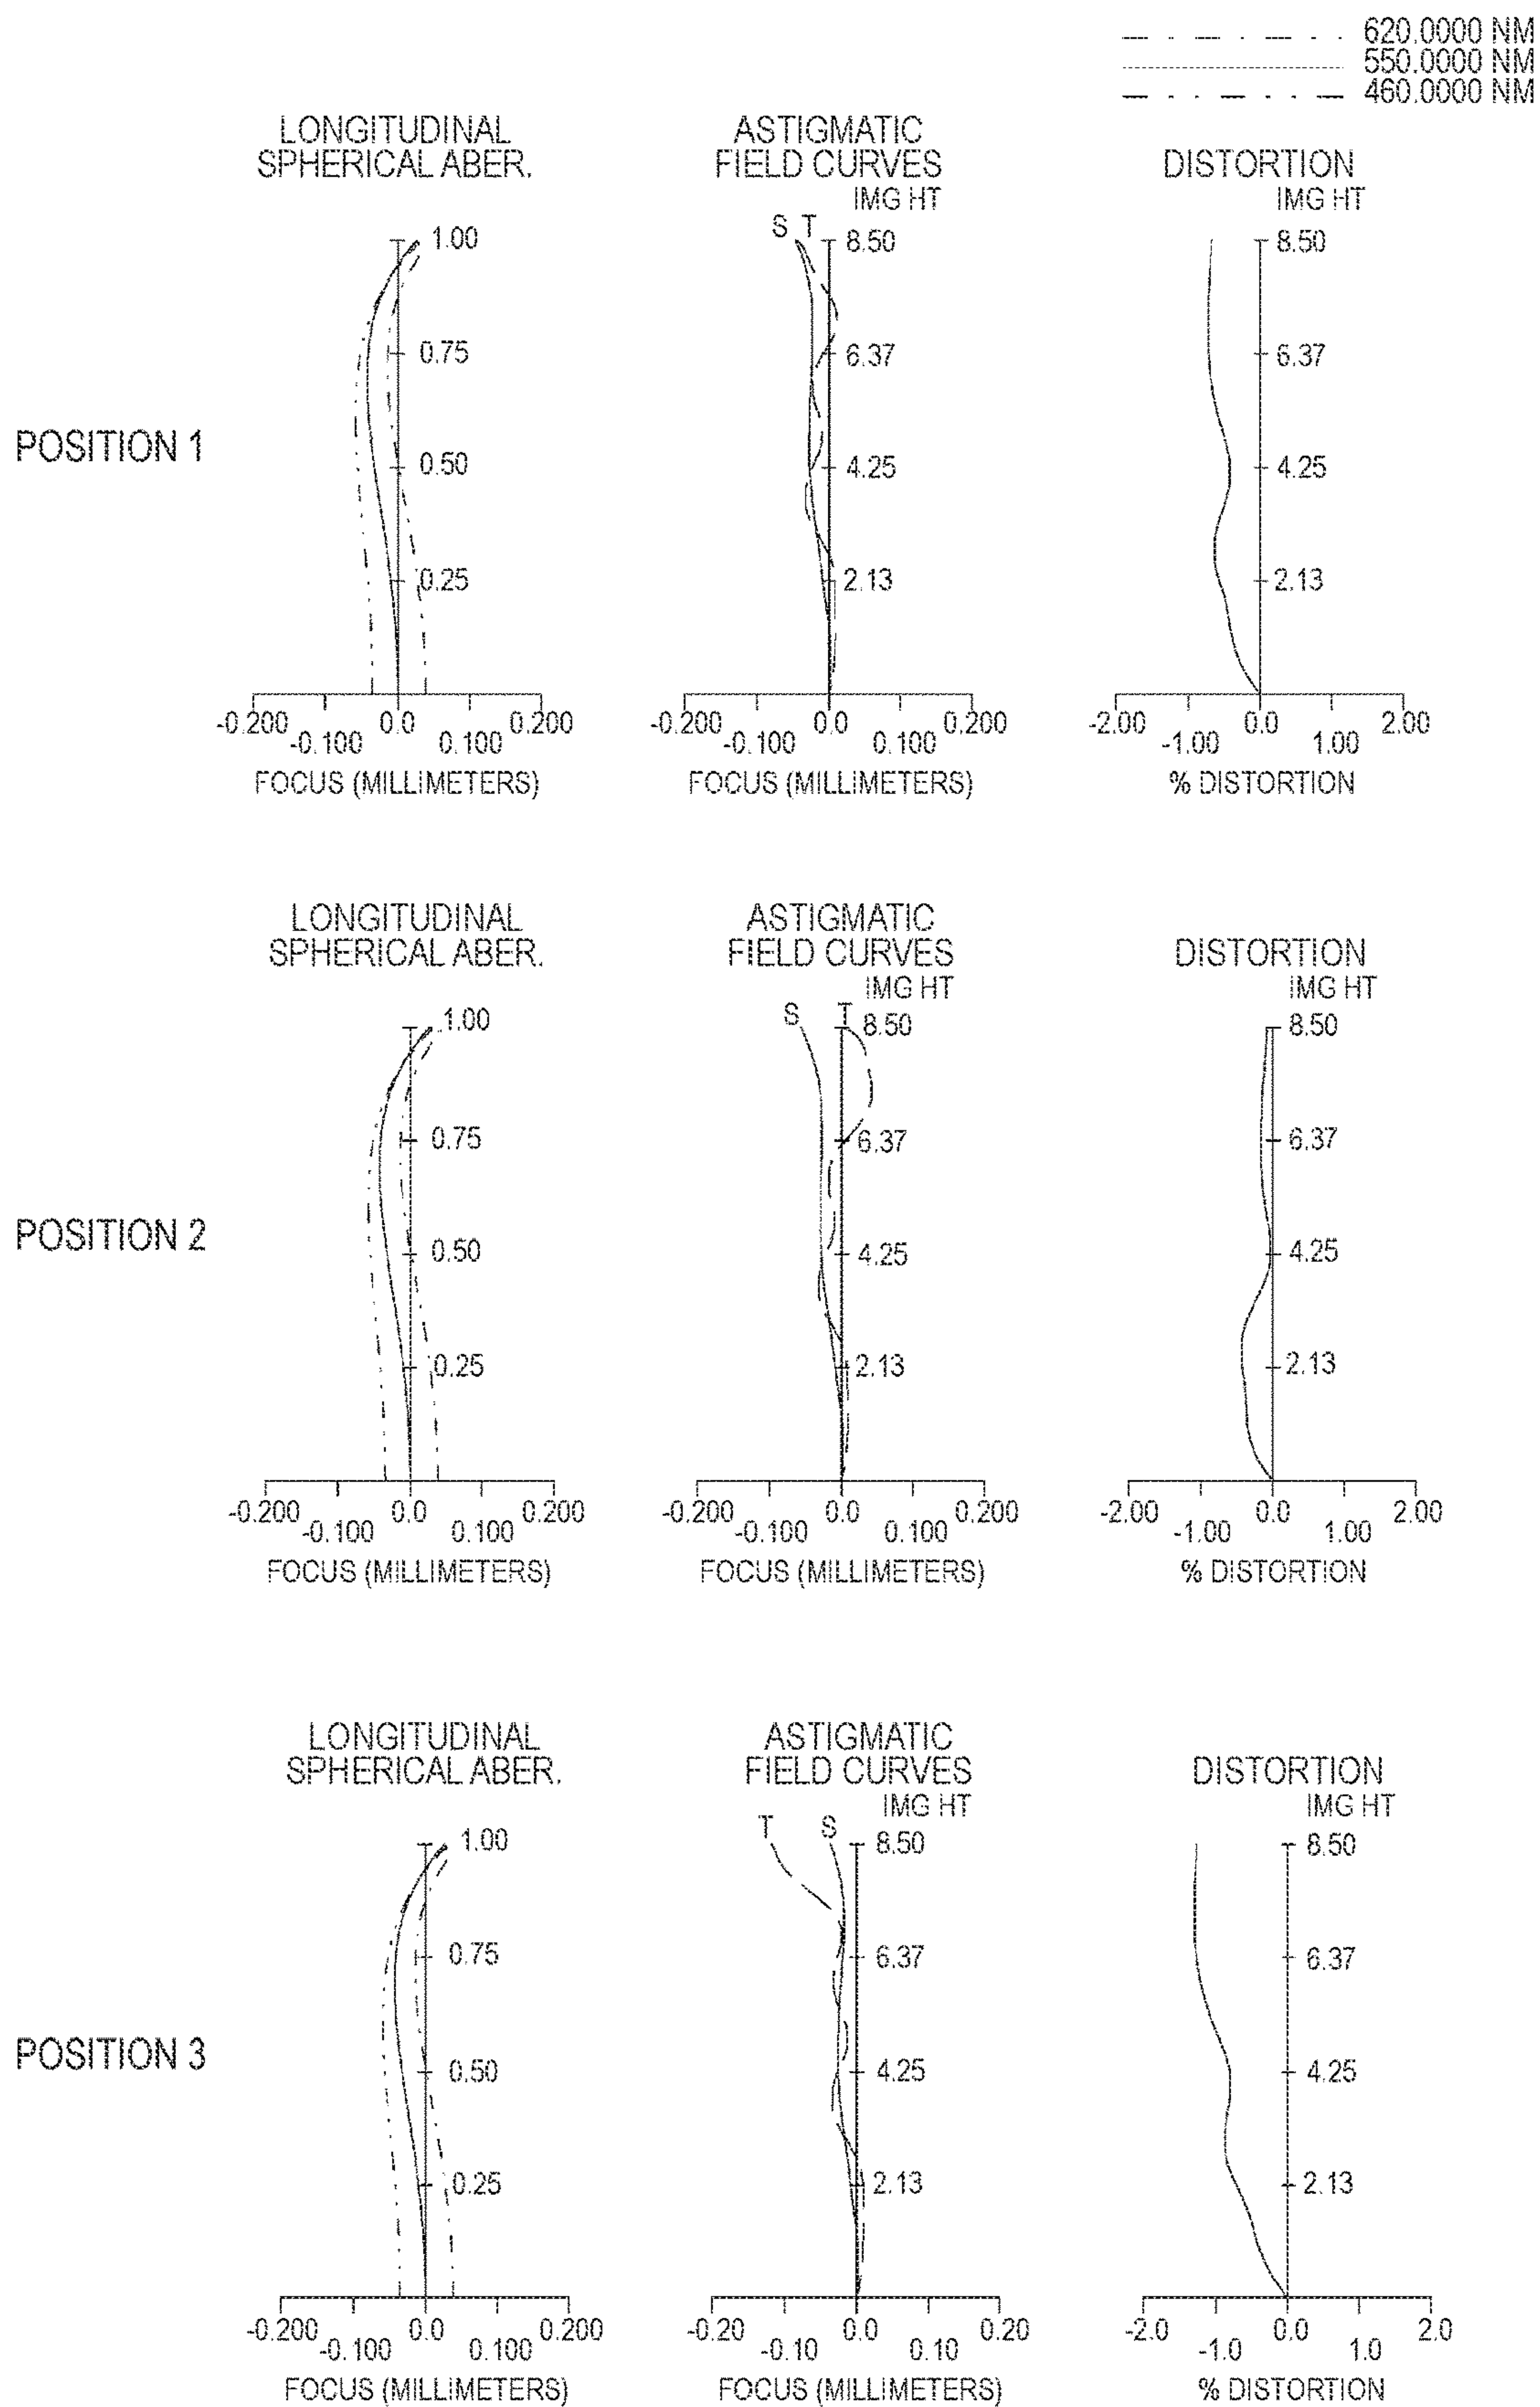 620.0000 NM
550.0000 NM
460.0000 NM
LONGITUDINAL
SPHERICAL ABER.
ASTIGMATIC
FIELD CURVES
IMG HT
DISTORTION
IMG HT
S T
1.00
8.50
8.50
0.75
6.37
6.37
POSITION 1
0.50
4.25
4.25
0.25
2.13
2.13
-0.200 0.0 0.200
-0.100 0.100
-0.200 0.0 0.200
-0.100 0.100
-2.00 0.0 2.00
-1.00 1.00
FOCUS (MILLIMETERS)
FOCUS (MILLIMETERS)
% DISTORTION
LONGITUDINAL
SPHERICAL ABER.
ASTIGMATIC
FIELD CURVES
IMG HT
DISTORTION
IMG HT
S T
1.00
8.50
8.50
0.75
6.37
6.37
POSITION 2
0.50
4.25
4.25
0.25
2.13
2.13
-0.200 0.0 0.200
-0.100 0.100
-0.200 0.0 0.200
-0.100 0.100
-2.00 0.0 2.00
-1.00 1.00
FOCUS (MILLIMETERS)
FOCUS (MILLIMETERS)
% DISTORTION
LONGITUDINAL
SPHERICAL ABER.
ASTIGMATIC
FIELD CURVES
IMG HT
DISTORTION
IMG HT
T S
1.00
8.50
8.50
0.75
6.37
6.37
POSITION 3
0.50
4.25
4.25
0.25
2.13
2.13
-0.200 0.0 0.200
-0.100 0.100
-0.20 0.0 0.20
-0.10 0.10
-2.0 0.0 2.0
-1.0 1.0
FOCUS (MILLIMETERS)
FOCUS (MILLIMETERS)
% DISTORTION